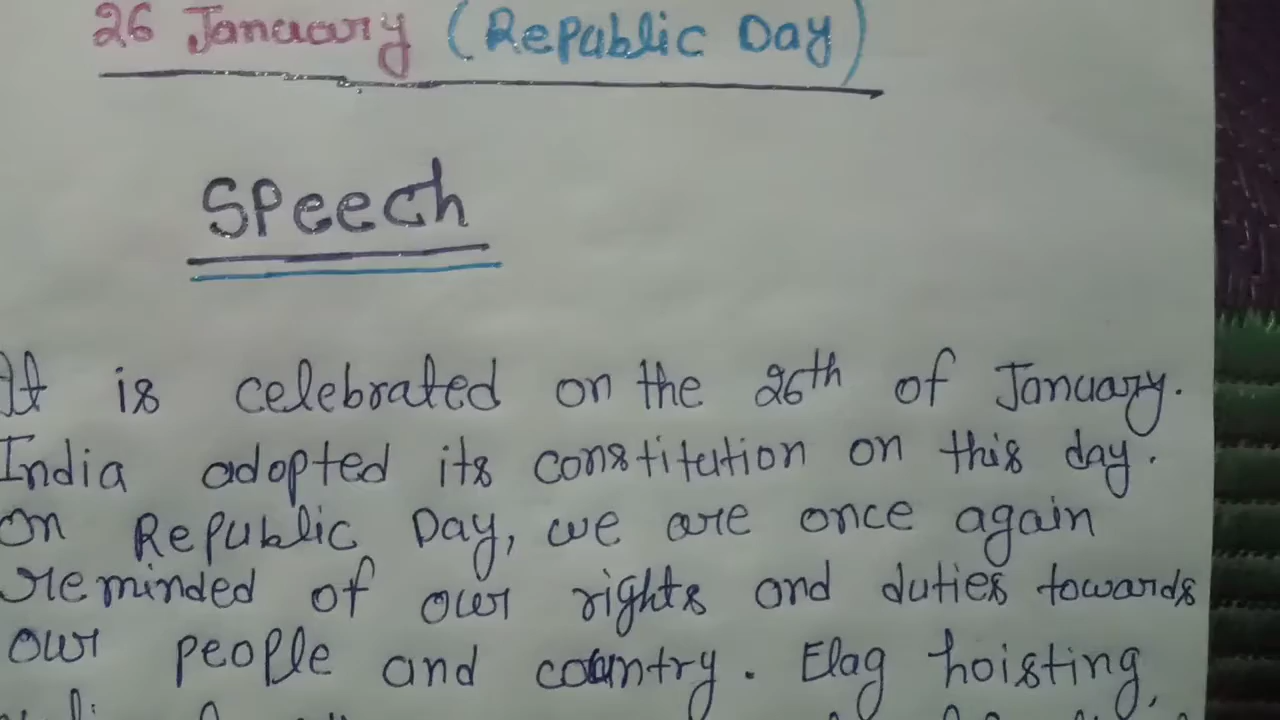 26 January (Republic Day)
Speech
It is celebrated on the 26th of January.
India adopted its constitution on this day.
On Republic Day, we are once again
reminded of our rights and duties towards
our people and country. Flag hoisting,